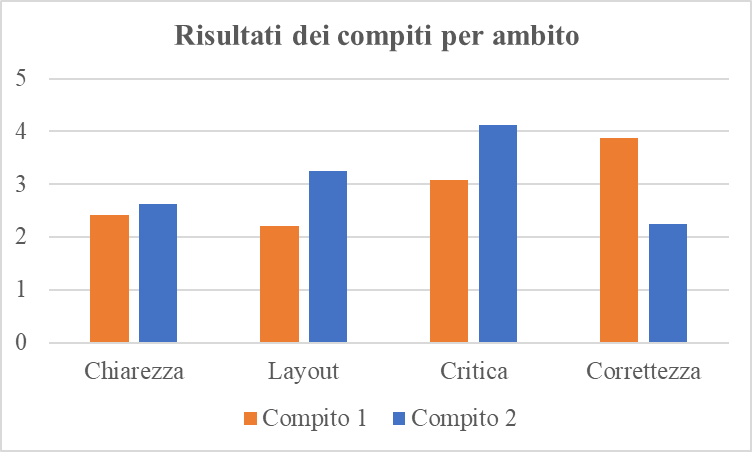 Risultati dei compiti per ambito
5
4
3
2
1
0
Chiarezza Layout Critica Correttezza
Compito 1 Compito 2